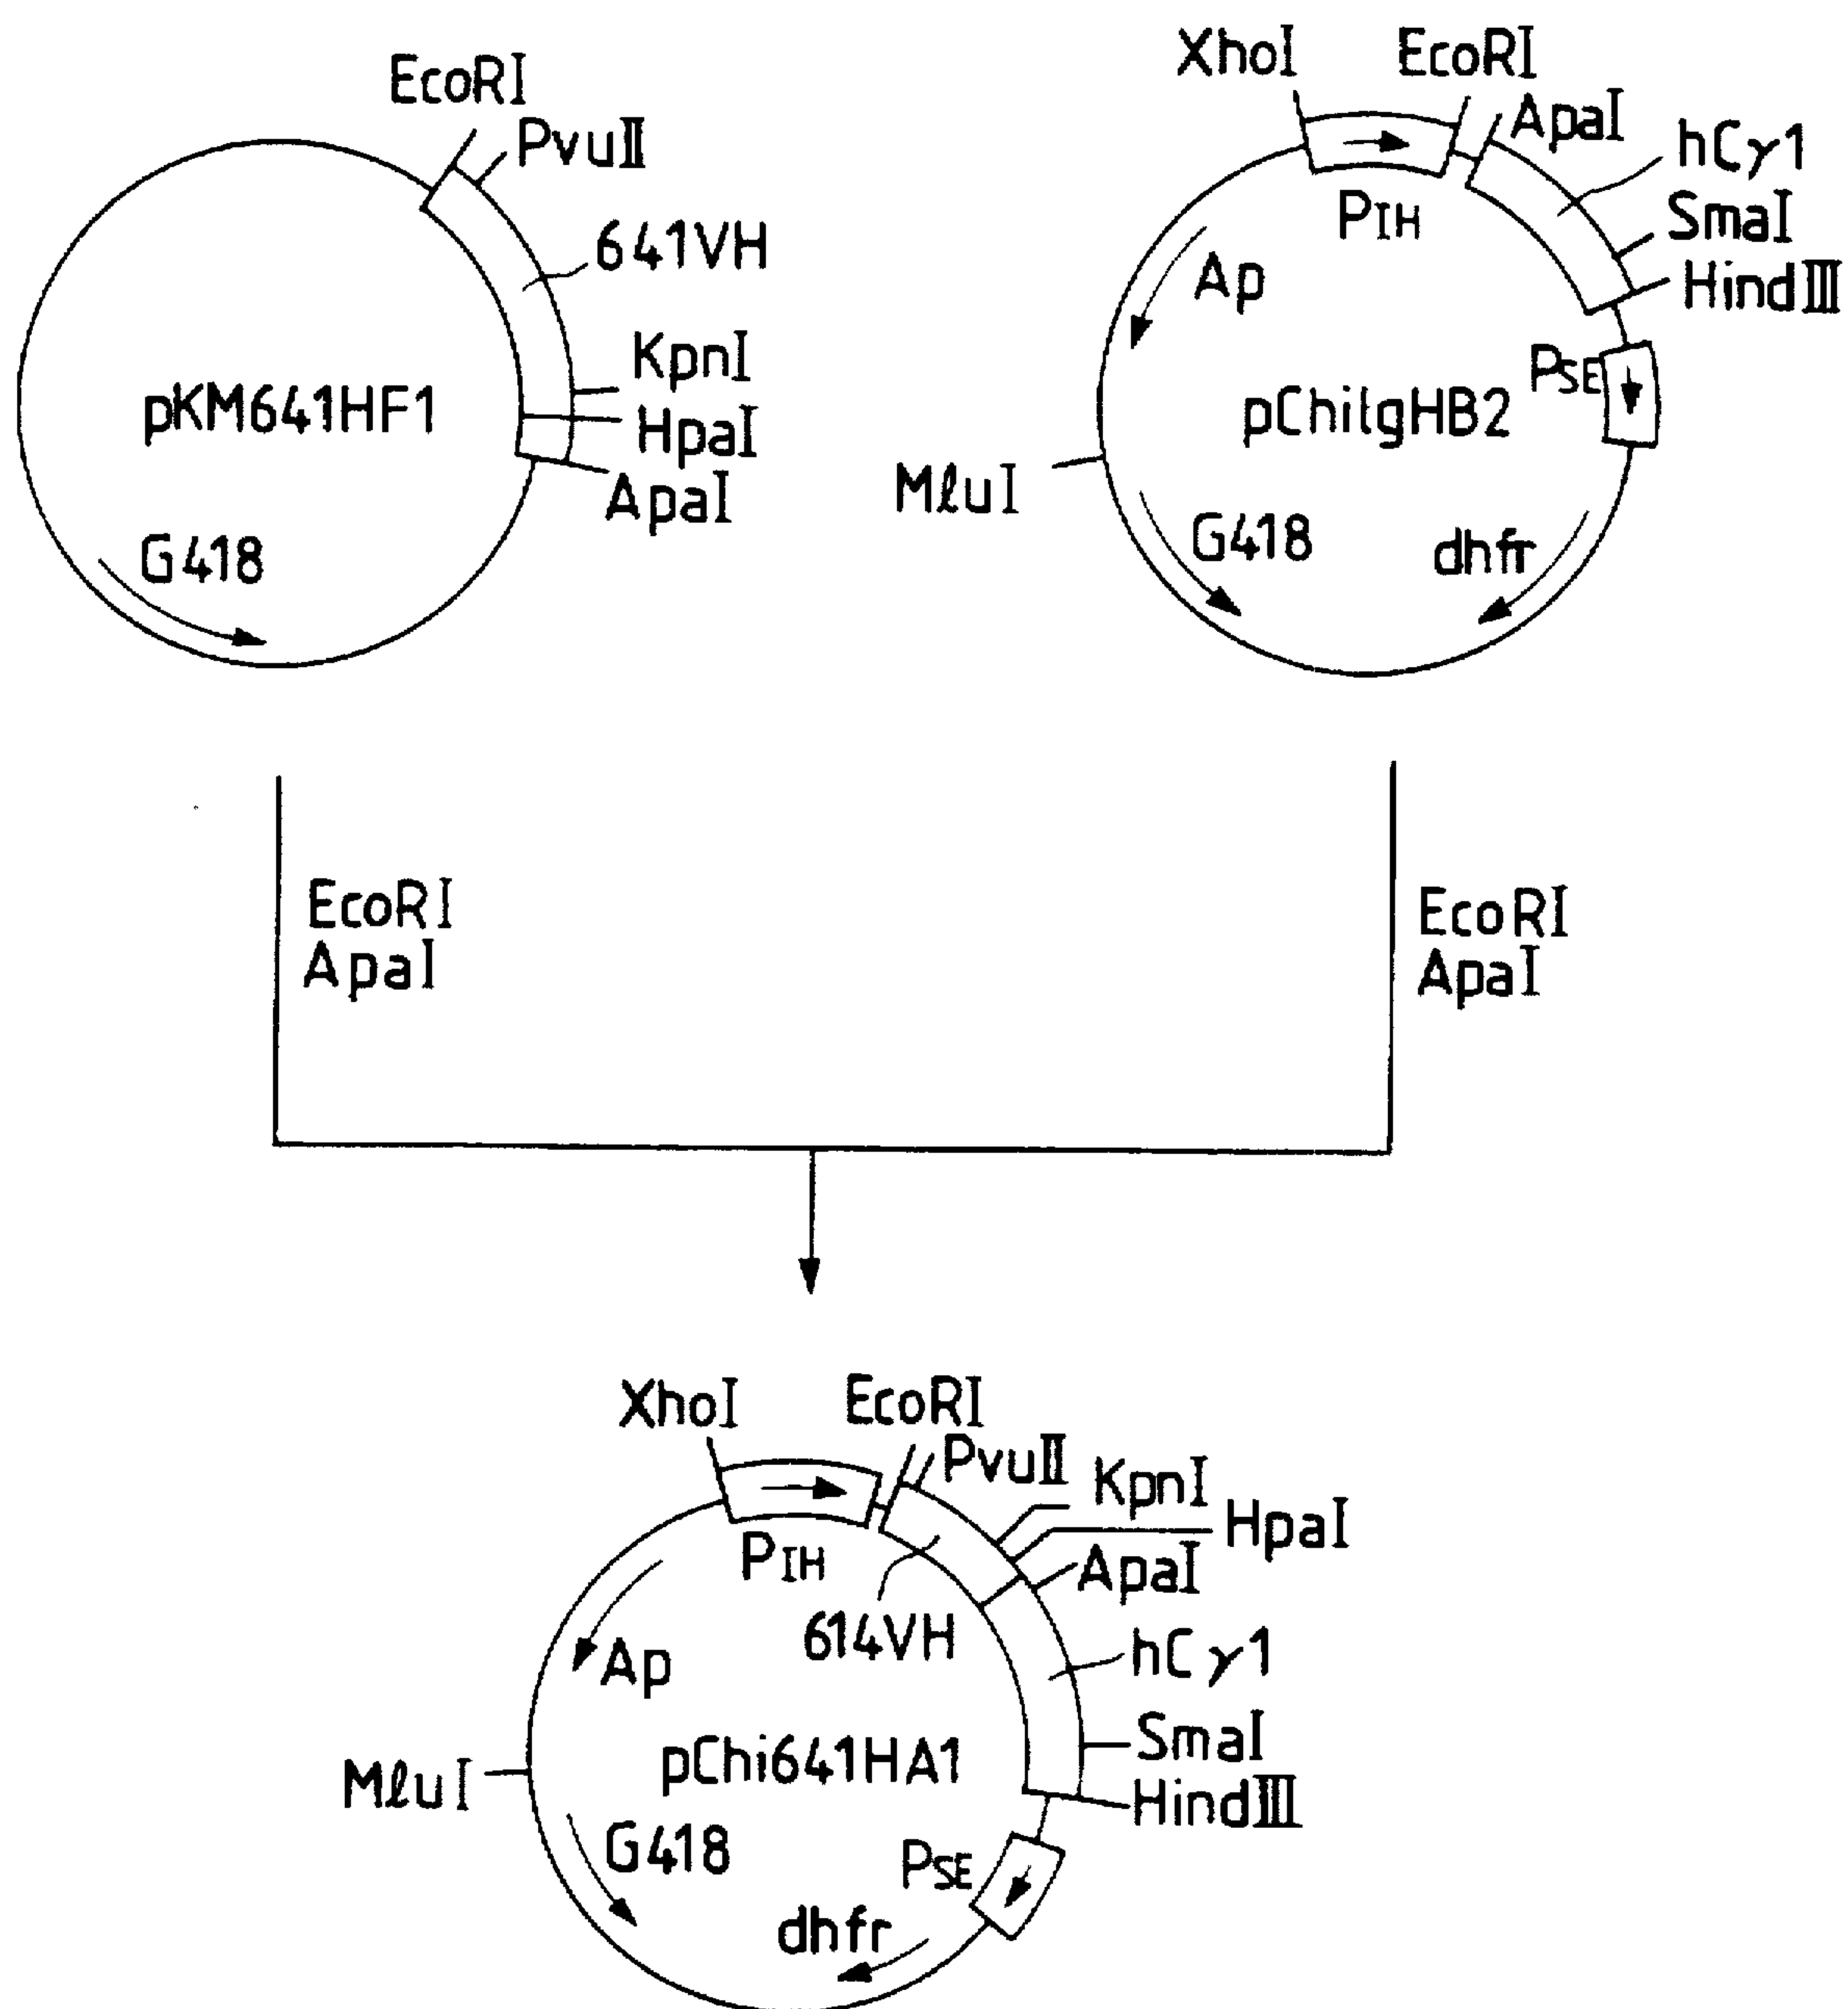 EcoRI
PvuII
641VH
KpnI
HpaI
ApaI
pKM641HF1
G418
XhoI
EcoRI
ApaI
hCγ1
SmaI
HindIII
PIH
Ap
PSE
pChiIgHB2
MluI
G418
dhfr
EcoRI
ApaI
EcoRI
ApaI
XhoI
EcoRI
PvuII
KpnI
HpaI
ApaI
PIH
614VH
hCγ1
Ap
SmaI
pChi641HA1
MluI
HindIII
G418
PSE
dhfr